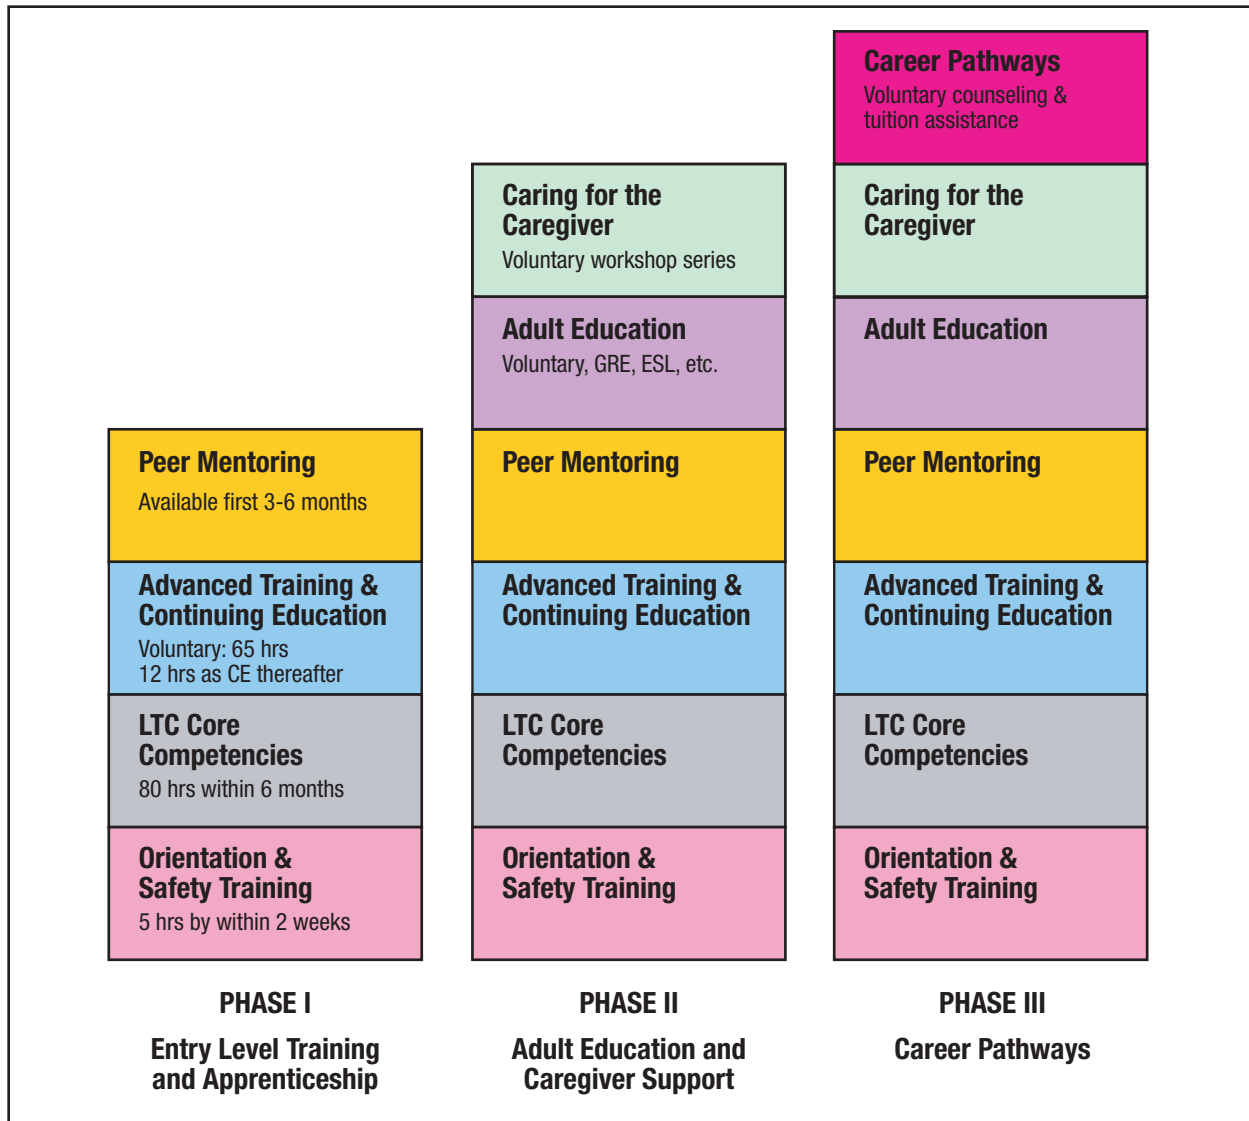 Career Pathways
Voluntary counseling &
tuition assistance
Caring for the
Caregiver
Voluntary workshop series
Caring for the
Caregiver
Adult Education
Voluntary, GRE, ESL, etc.
Adult Education
Peer Mentoring
Available first 3-6 months
Peer Mentoring
Peer Mentoring
Advanced Training &
Continuing Education
Voluntary: 65 hrs
12 hrs as CE thereafter
Advanced Training &
Continuing Education
Advanced Training &
Continuing Education
LTC Core
Competencies
80 hrs within 6 months
LTC Core
Competencies
LTC Core
Competencies
Orientation &
Safety Training
5 hrs by within 2 weeks
Orientation &
Safety Training
Orientation &
Safety Training
PHASE I
Entry Level Training
and Apprenticeship
PHASE II
Adult Education and
Caregiver Support
PHASE III
Career Pathways